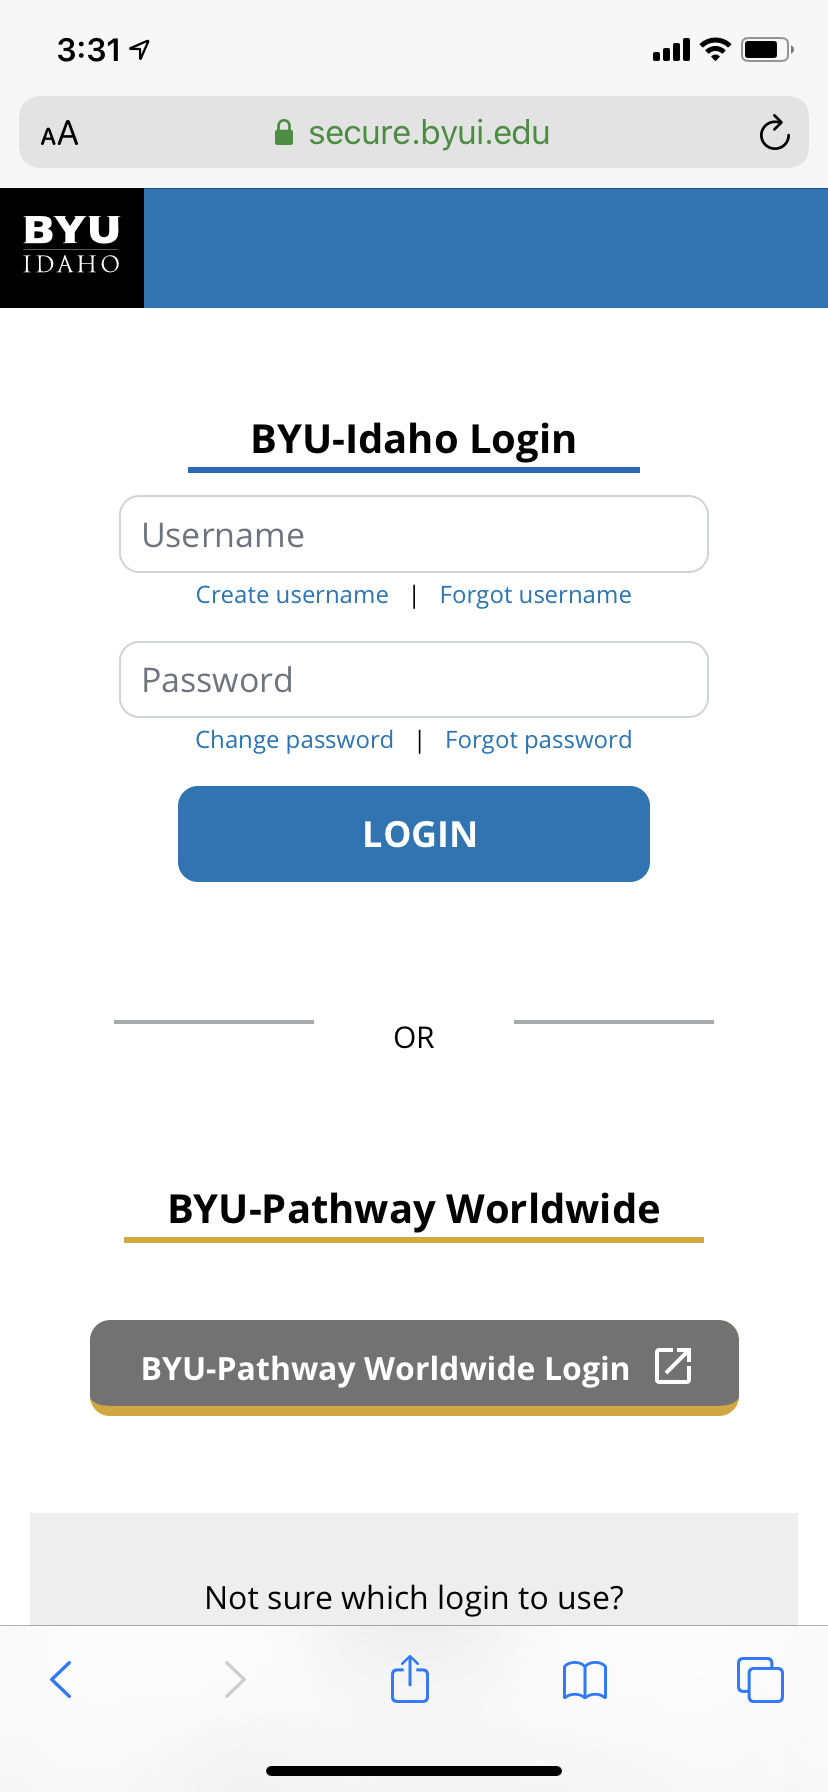 3:31
AA secure.byui.edu
BYU
IDAHO
BYU-Idaho Login
Username
Create username | Forgot username
Password
Change password | Forgot password
LOGIN
OR
BYU-Pathway Worldwide
BYU-Pathway Worldwide Login
Not sure which login to use?